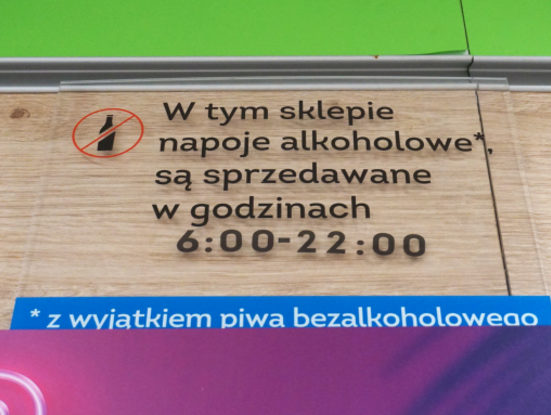 W tym sklepie
napoje alkoholowe*,
są sprzedawane
w godzinach
6:00-22:00
* z wyjątkiem piwa bezalkoholowego